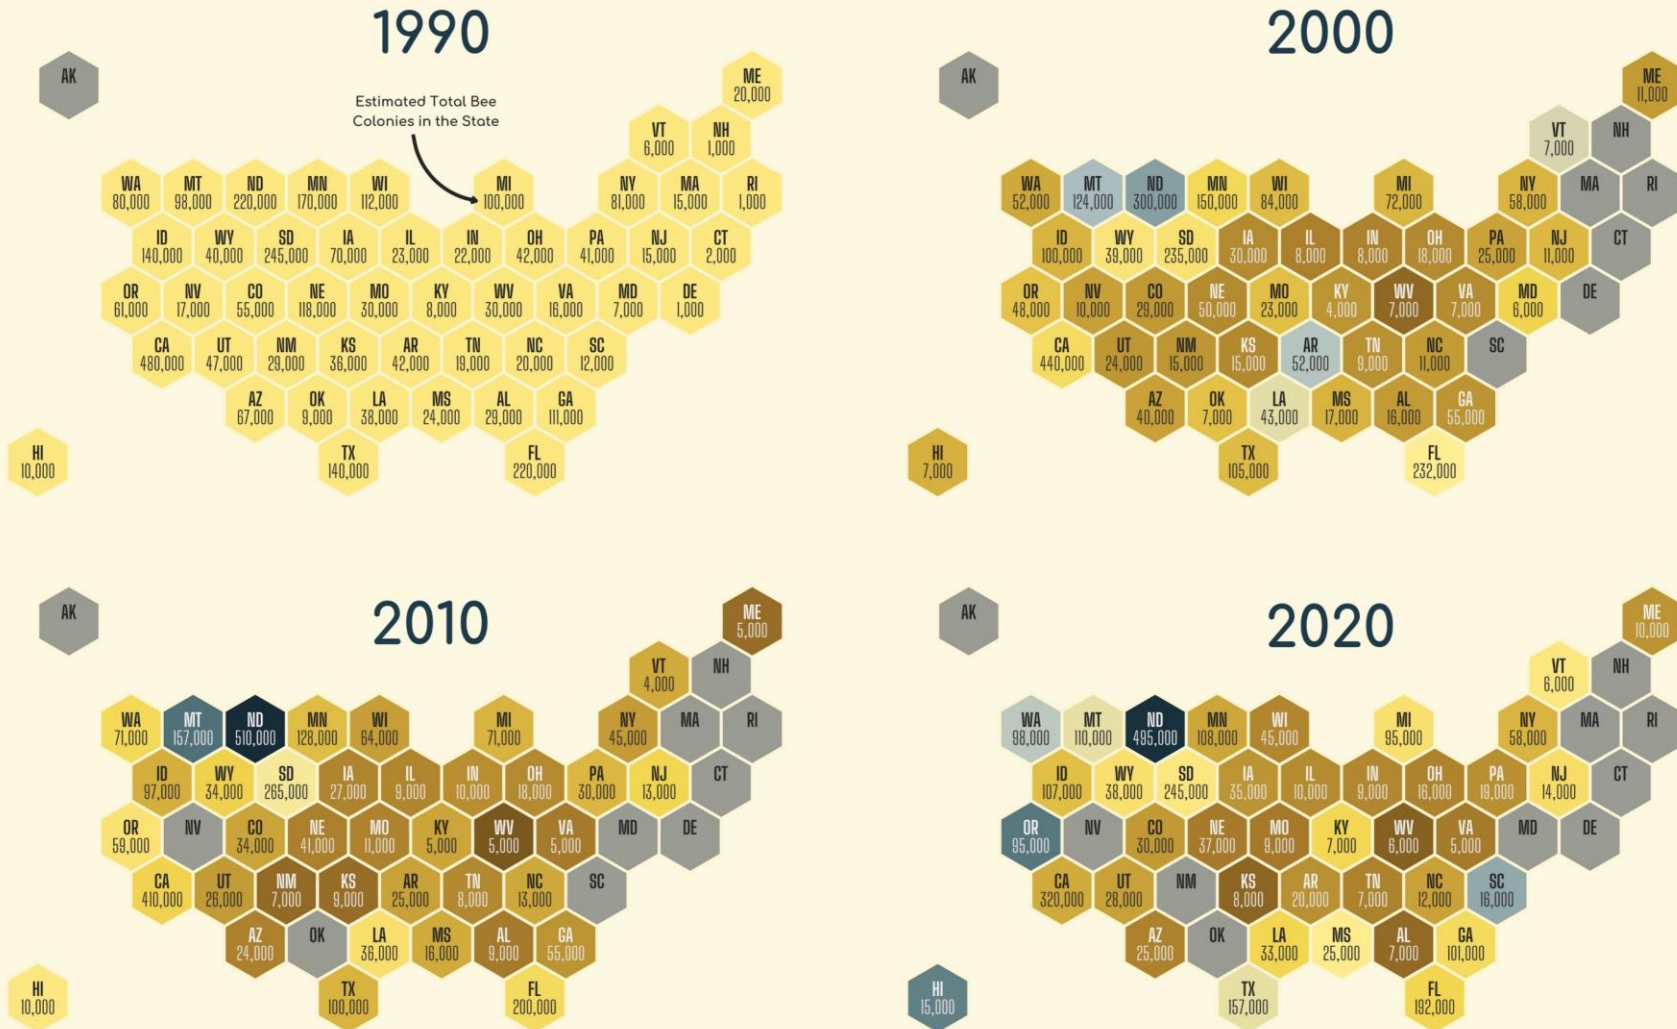 1990
AK
Estimated Total Bee
Colonies in the State
ME
20,000
VT
6,000
NH
1,000
WA
80,000
MT
98,000
ND
220,000
MN
170,000
WI
112,000
MI
100,000
NY
81,000
MA
15,000
RI
1,000
ID
140,000
WY
40,000
SD
245,000
IA
70,000
IL
23,000
IN
22,000
OH
42,000
PA
41,000
NJ
15,000
CT
2,000
OR
61,000
NV
17,000
CO
55,000
NE
118,000
MO
30,000
KY
8,000
WV
30,000
VA
16,000
MD
7,000
DE
1,000
CA
480,000
UT
47,000
NM
29,000
KS
36,000
AR
42,000
TN
19,000
NC
20,000
SC
12,000
AZ
67,000
OK
9,000
LA
38,000
MS
24,000
AL
29,000
GA
111,000
HI
10,000
TX
140,000
FL
220,000
2000
AK
ME
11,000
VT
7,000
NH
WA
52,000
MT
124,000
ND
300,000
MN
150,000
WI
84,000
MI
72,000
NY
58,000
MA
RI
ID
100,000
WY
39,000
SD
235,000
IA
30,000
IL
8,000
IN
8,000
OH
18,000
PA
25,000
NJ
11,000
CT
OR
48,000
NV
10,000
CO
29,000
NE
50,000
MO
23,000
KY
4,000
WV
7,000
VA
7,000
MD
6,000
DE
CA
440,000
UT
24,000
NM
15,000
KS
15,000
AR
52,000
TN
9,000
NC
11,000
SC
AZ
40,000
OK
7,000
LA
43,000
MS
17,000
AL
16,000
GA
55,000
HI
7,000
TX
105,000
FL
232,000
2010
AK
ME
5,000
VT
4,000
NH
WA
71,000
MT
157,000
ND
510,000
MN
128,000
WI
64,000
MI
71,000
NY
45,000
MA
RI
ID
97,000
WY
34,000
SD
265,000
IA
27,000
IL
9,000
IN
10,000
OH
18,000
PA
30,000
NJ
13,000
CT
OR
59,000
NV
CO
34,000
NE
41,000
MO
11,000
KY
5,000
WV
5,000
VA
5,000
MD
DE
CA
410,000
UT
26,000
NM
7,000
KS
9,000
AR
25,000
TN
8,000
NC
13,000
SC
AZ
24,000
OK
LA
36,000
MS
16,000
AL
9,000
GA
55,000
HI
10,000
TX
100,000
FL
200,000
2020
AK
ME
10,000
VT
6,000
NH
WA
98,000
MT
110,000
ND
495,000
MN
108,000
WI
45,000
MI
95,000
NY
58,000
MA
RI
ID
107,000
WY
38,000
SD
245,000
IA
35,000
IL
10,000
IN
9,000
OH
16,000
PA
19,000
NJ
14,000
CT
OR
95,000
NV
CO
30,000
NE
37,000
MO
9,000
KY
7,000
WV
6,000
VA
5,000
MD
DE
CA
320,000
UT
28,000
NM
KS
8,000
AR
20,000
TN
7,000
NC
12,000
SC
16,000
AZ
25,000
OK
LA
33,000
MS
25,000
AL
7,000
GA
101,000
HI
15,000
TX
157,000
FL
192,000